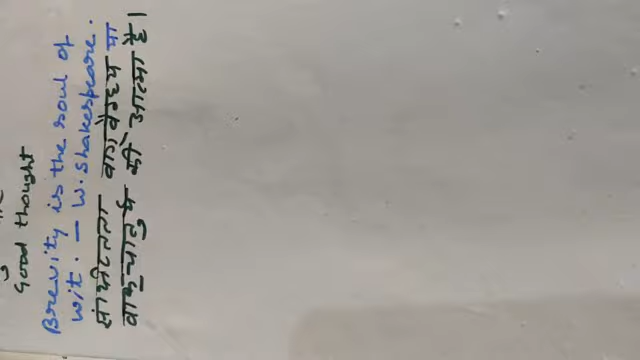 Good thought
Brevity is the soul of
wit. — W. Shakespeare.
संक्षिप्तता वाग्वैदग्ध्य या
वाक्चातुर्य की आत्मा है।